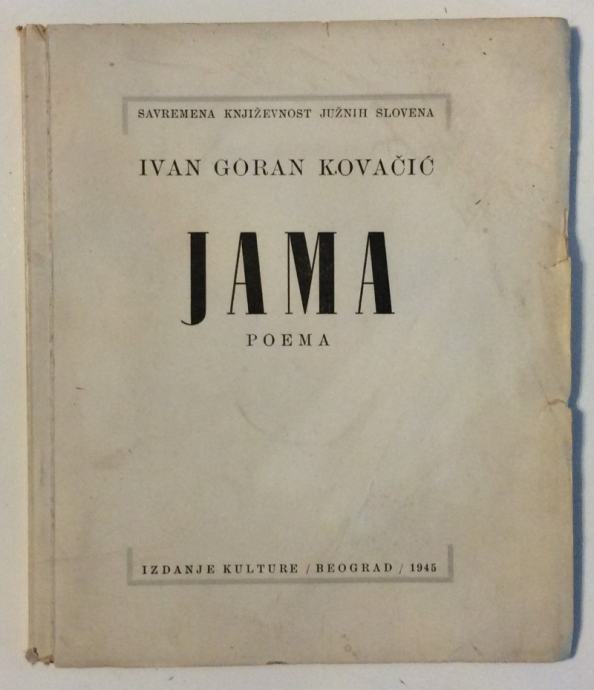 SAVREMENA KNJIŽEVNOST JUŽNIH SLOVENA
IVAN GORAN KOVAČIĆ
JAMA
POEMA
IZDANJE KULTURE / BEOGRAD / 1945